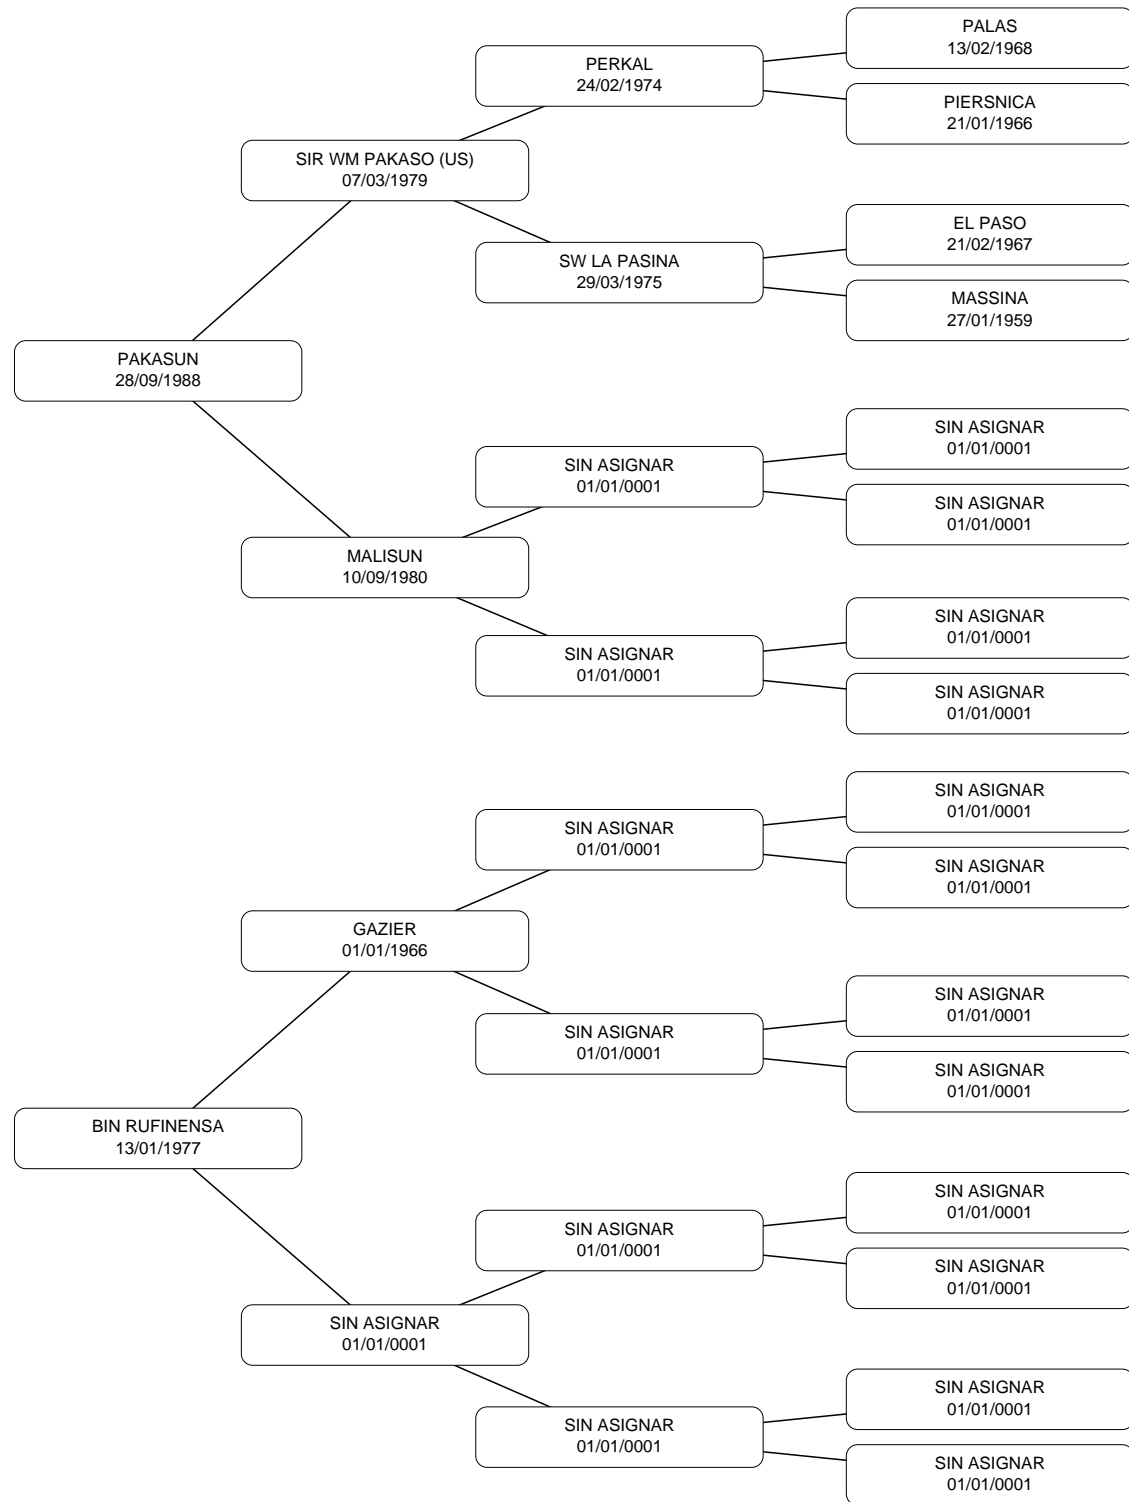 PALAS
13/02/1968
PERKAL
24/02/1974
PIERSNICA
21/01/1966
SIR WM PAKASO (US)
07/03/1979
EL PASO
21/02/1967
SW LA PASINA
29/03/1975
MASSINA
27/01/1959
PAKASUN
28/09/1988
SIN ASIGNAR
01/01/0001
SIN ASIGNAR
01/01/0001
SIN ASIGNAR
01/01/0001
MALISUN
10/09/1980
SIN ASIGNAR
01/01/0001
SIN ASIGNAR
01/01/0001
SIN ASIGNAR
01/01/0001
SIN ASIGNAR
01/01/0001
SIN ASIGNAR
01/01/0001
SIN ASIGNAR
01/01/0001
GAZIER
01/01/1966
SIN ASIGNAR
01/01/0001
SIN ASIGNAR
01/01/0001
SIN ASIGNAR
01/01/0001
BIN RUFINENSA
13/01/1977
SIN ASIGNAR
01/01/0001
SIN ASIGNAR
01/01/0001
SIN ASIGNAR
01/01/0001
SIN ASIGNAR
01/01/0001
SIN ASIGNAR
01/01/0001
SIN ASIGNAR
01/01/0001
SIN ASIGNAR
01/01/0001